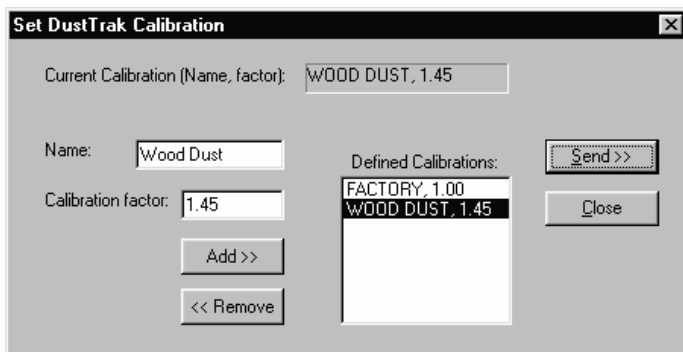 Set DustTrak Calibration
Current Calibration (Name, factor): WOOD DUST, 1.45
Name: Wood Dust
Calibration factor: 1.45
Add >>
<< Remove
Defined Calibrations:
FACTORY, 1.00
WOOD DUST, 1.45
Send >>
Close